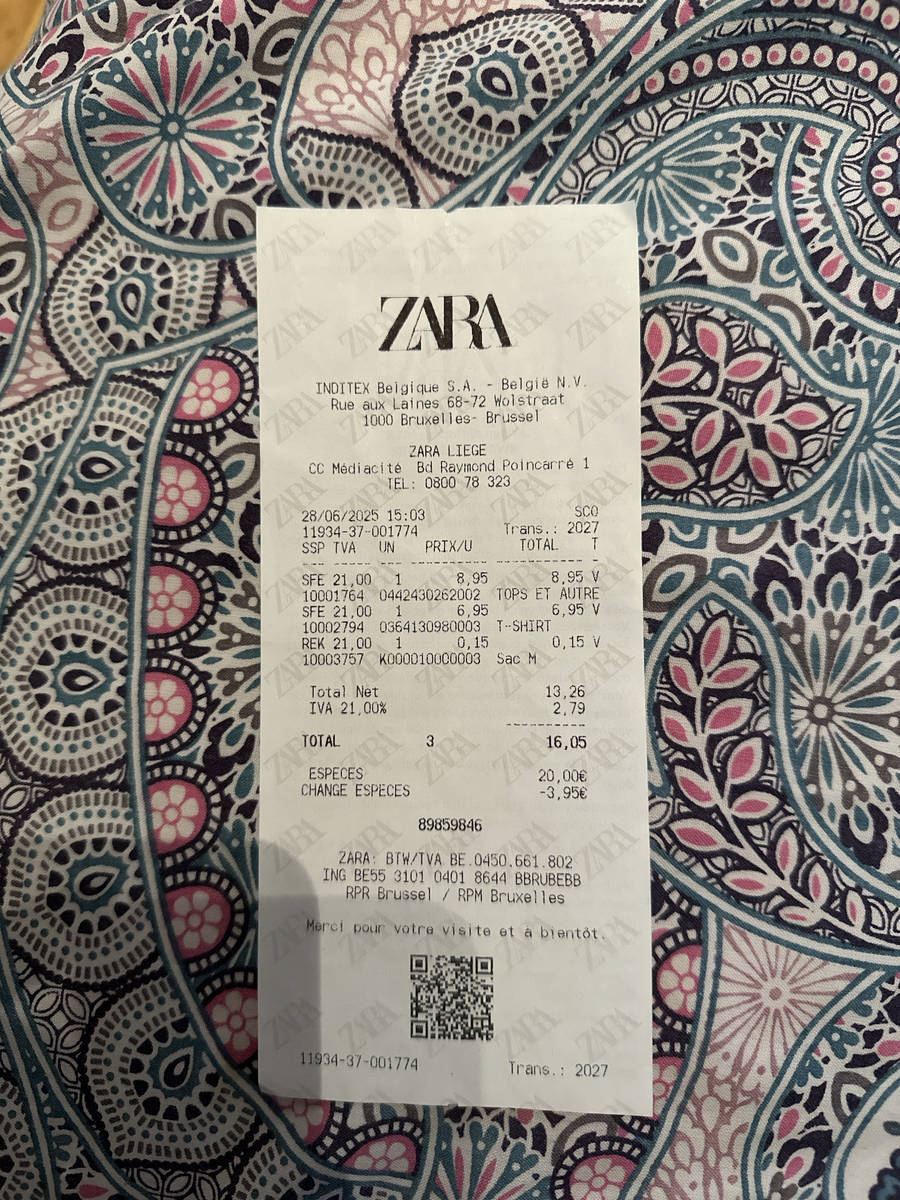 ZARA
INDITEX Belgique S.A. - België N.V.
Rue aux Laines 68-72 Wolstraat
1000 Bruxelles- Brussel
ZARA LIEGE
CC Médiacité Bd Raymond Poincarré 1
TEL: 0800 78 323
28/06/2025 15:03 SCO
11934-37-001774 Trans.: 2027
SSP TVA UN PRIX/U TOTAL T
SFE 21,00 1 8,95 8,95 V
10001764 0442430262002 TOPS ET AUTRE
SFE 21,00 1 6,95 6,95 V
10002794 0364130980003 T-SHIRT
REK 21,00 1 0,15 0,15 V
10003757 K000010000003 Sac M
Total Net 13,26
IVA 21,00% 2,79
TOTAL 3 16,05
ESPECES 20,00€
CHANGE ESPECES -3,95€
89859846
ZARA: BTW/TVA BE.0450.661.802
ING BE55 3101 0401 8644 BBRUBEBB
RPR Brussel / RPM Bruxelles
Merci pour votre visite et à bientôt.
11934-37-001774 Trans.: 2027